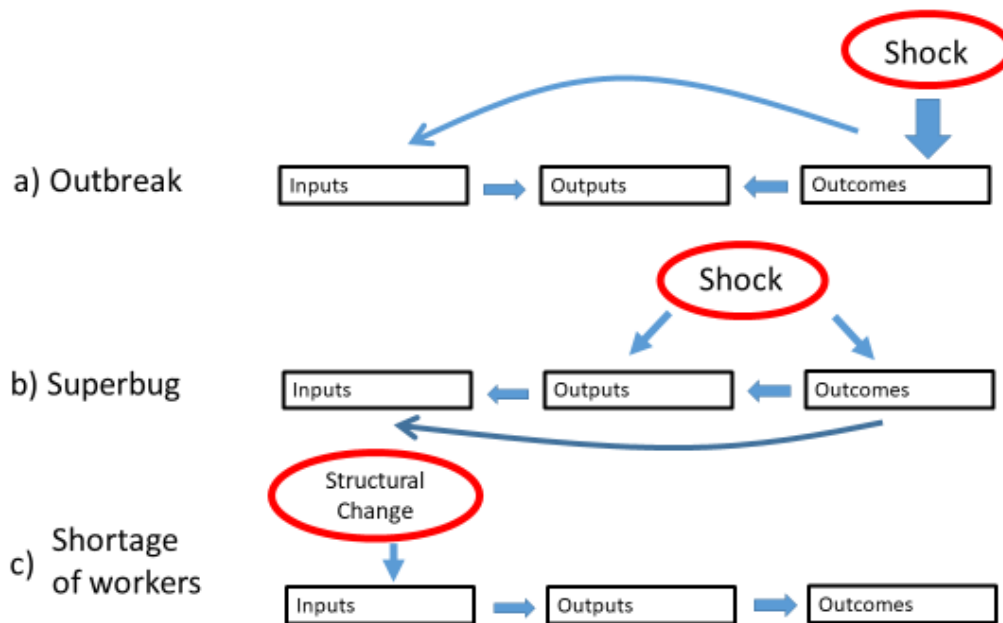 Shock
a) Outbreak
Inputs
Outputs
Outcomes
Shock
b) Superbug
Inputs
Outputs
Outcomes
Structural
Change
c) Shortage
of workers
Inputs
Outputs
Outcomes